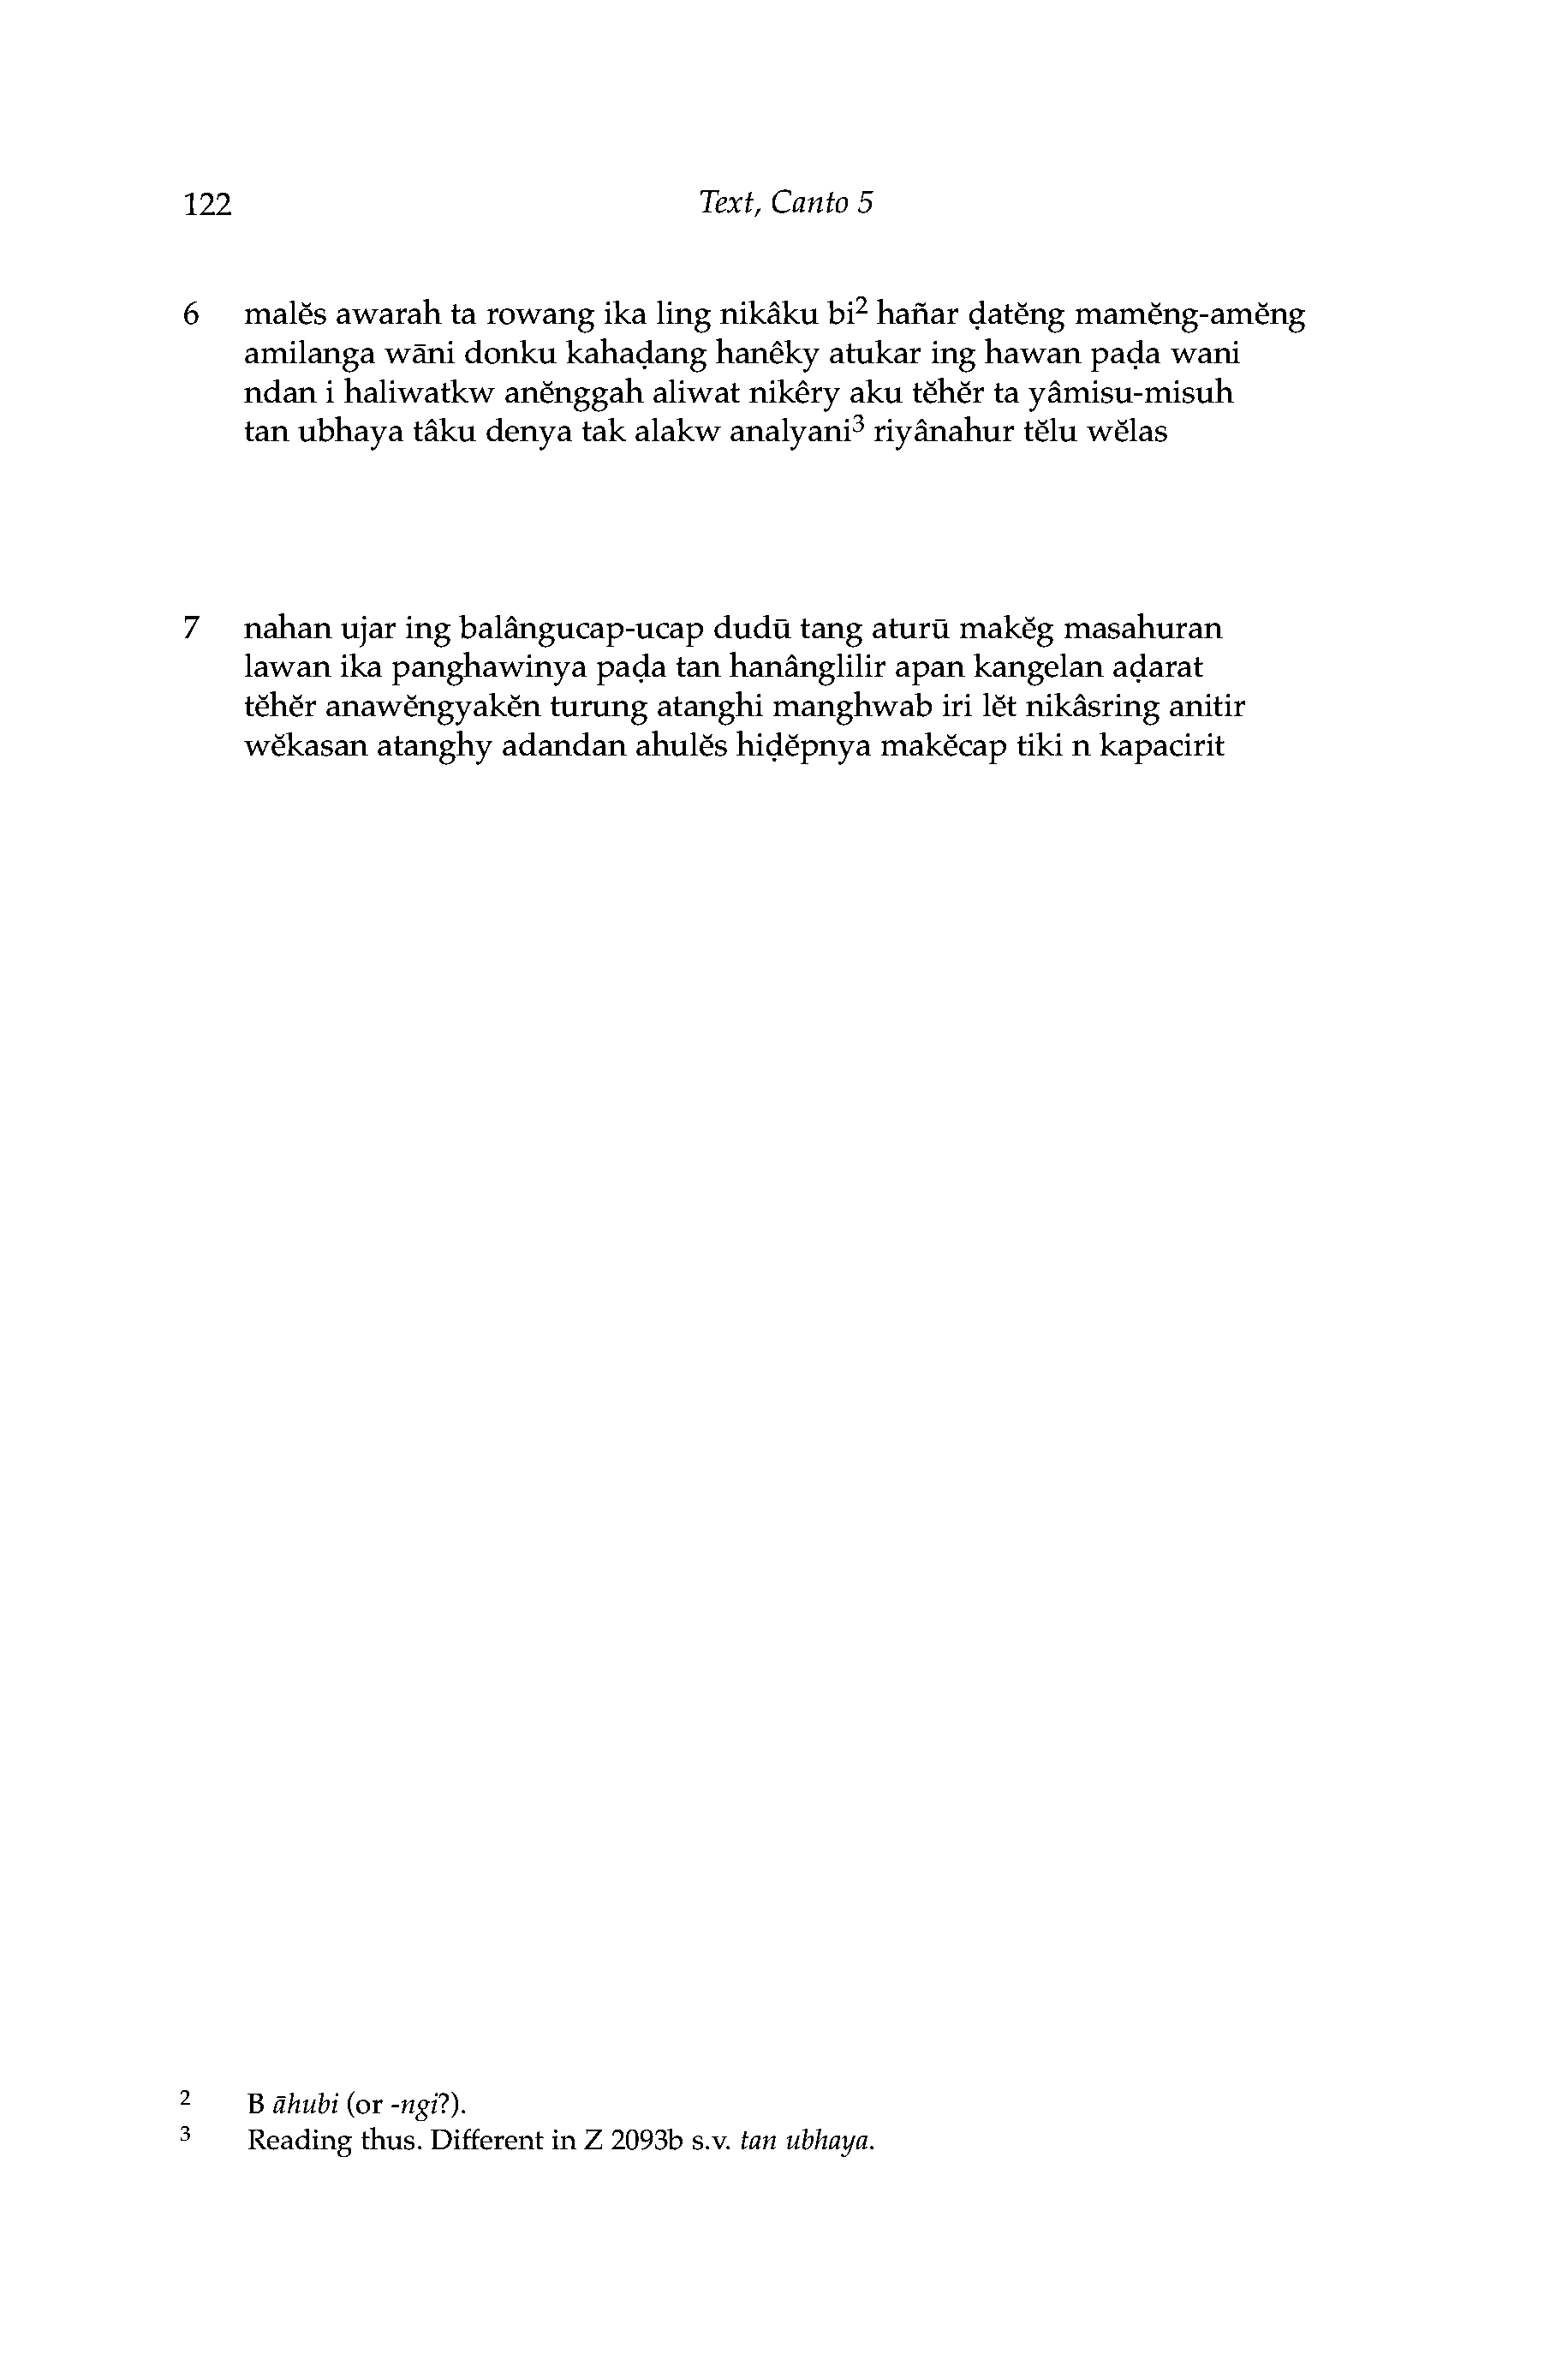 122 Text, Canto 5
6 malĕs awarah ta rowang ika ling nikâku bi² hañar ḍatĕng mamĕng-amĕng
amilanga wāni donku kahaḍang hanêky atukar ing hawan paḍa wani
ndan i haliwatkw anĕnggah aliwat nikêry aku tĕhĕr ta yâmisu-misuh
tan ubhaya tâku denya tak alakw analyani³ riyânahur tĕlu wĕlas
7 nahan ujar ing balângucap-ucap dudū tang aturū makĕg masahuran
lawan ika panghawinya paḍa tan hanânglilir apan kangelan aḍarat
tĕhĕr anawĕngyakĕn turung atanghi manghwab iri lĕt nikâsring anitir
wĕkasan atanghy adandan ahulĕs hiḍĕpnya makĕcap tiki n kapacirit
² B āhubi (or -ngi?).
³ Reading thus. Different in Z 2093b s.v. tan ubhaya.